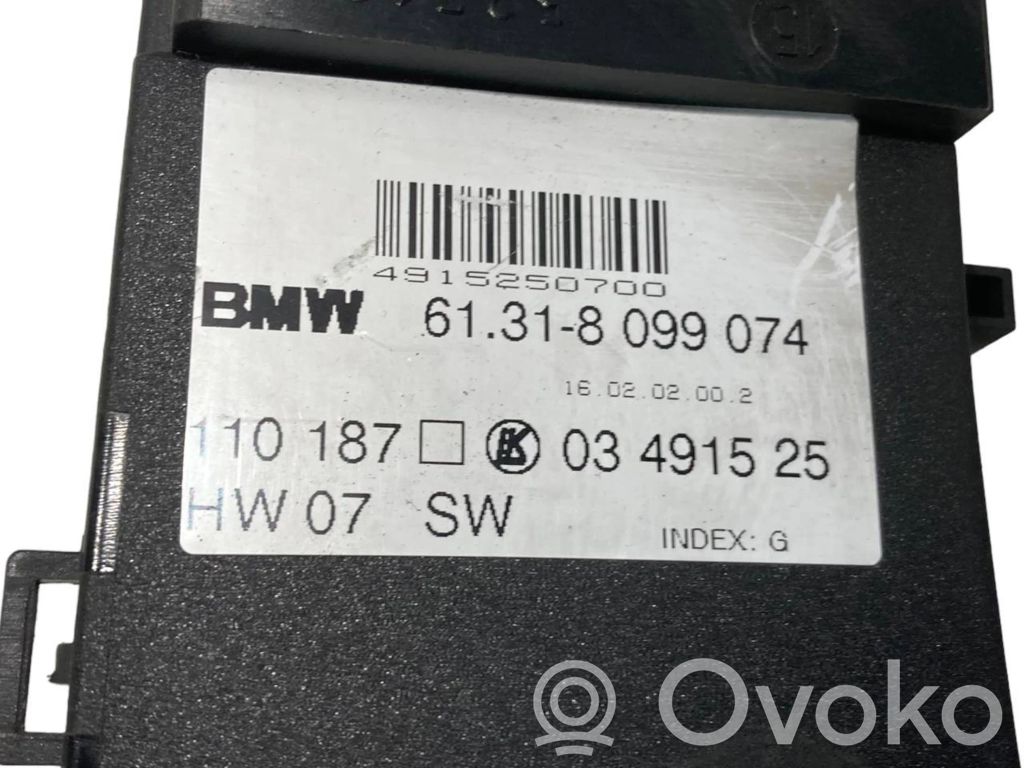 4915250700
BMW 61.31-8 099 074
16.02.02.00.2
110 187 03 4915 25
HW 07 SW
INDEX: G
Ovoko